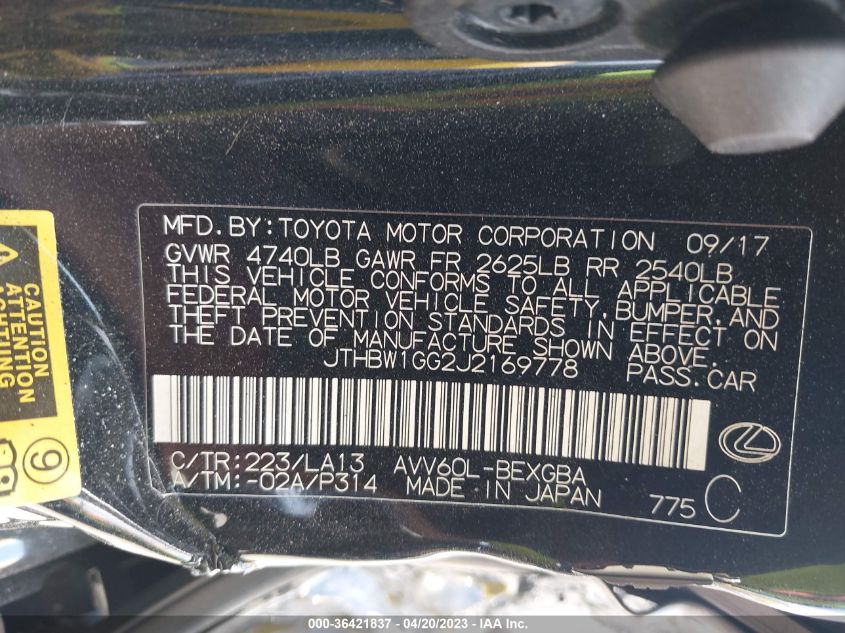 MFD. BY: TOYOTA MOTOR CORPORATION 09/17
GVWR 4740LB GAWR FR 2625LB RR 2540LB
THIS VEHICLE CONFORMS TO ALL APPLICABLE
FEDERAL MOTOR VEHICLE SAFETY, BUMPER, AND
THEFT PREVENTION STANDARDS IN EFFECT ON
THE DATE OF MANUFACTURE SHOWN ABOVE.
JTHBW1GG2J2169778 PASS. CAR
C/TR: 223/LA13 AVV60L-BEXGBA
A/TM: -02A/P314 MADE IN JAPAN
775 C
CAUTION
ATTENTION
9
000-36421837 - 04/20/2023 - IAA Inc.